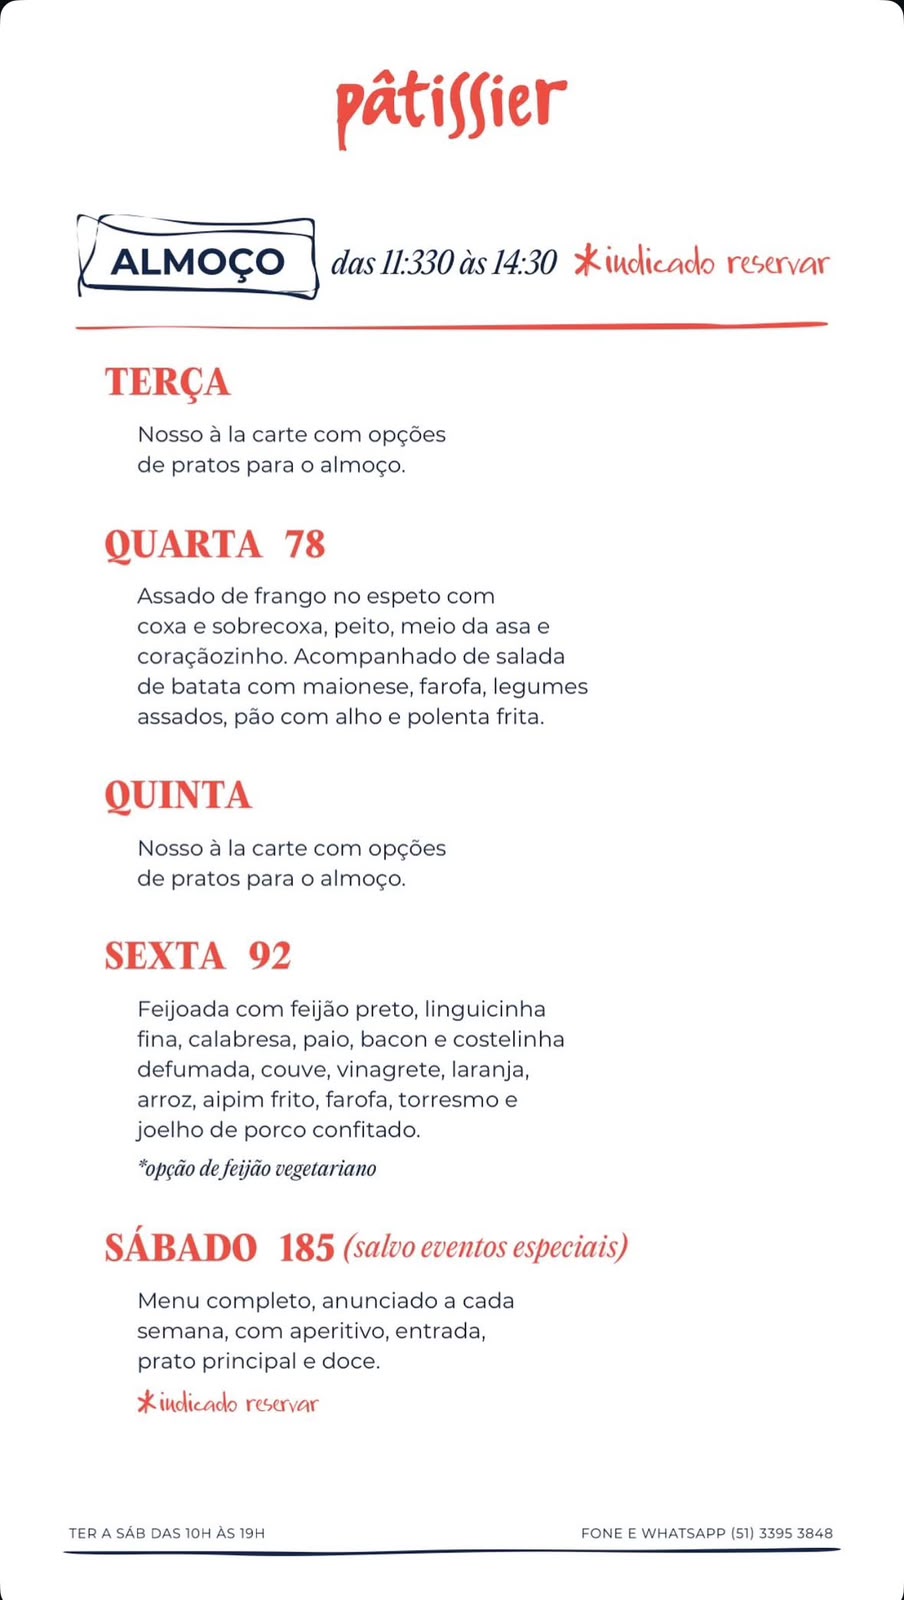 pâtissier
ALMOÇO das 11:330 às 14:30 *indicado reservar
TERÇA
Nosso à la carte com opções
de pratos para o almoço.
QUARTA 78
Assado de frango no espeto com
coxa e sobrecoxa, peito, meio da asa e
coraçãozinho. Acompanhado de salada
de batata com maionese, farofa, legumes
assados, pão com alho e polenta frita.
QUINTA
Nosso à la carte com opções
de pratos para o almoço.
SEXTA 92
Feijoada com feijão preto, linguicinha
fina, calabresa, paio, bacon e costelinha
defumada, couve, vinagrete, laranja,
arroz, aipim frito, farofa, torresmo e
joelho de porco confitado.
*opção de feijão vegetariano
SÁBADO 185 (salvo eventos especiais)
Menu completo, anunciado a cada
semana, com aperitivo, entrada,
prato principal e doce.
*indicado reservar
TER A SÁB DAS 10H ÀS 19H FONE E WHATSAPP (51) 3395 3848